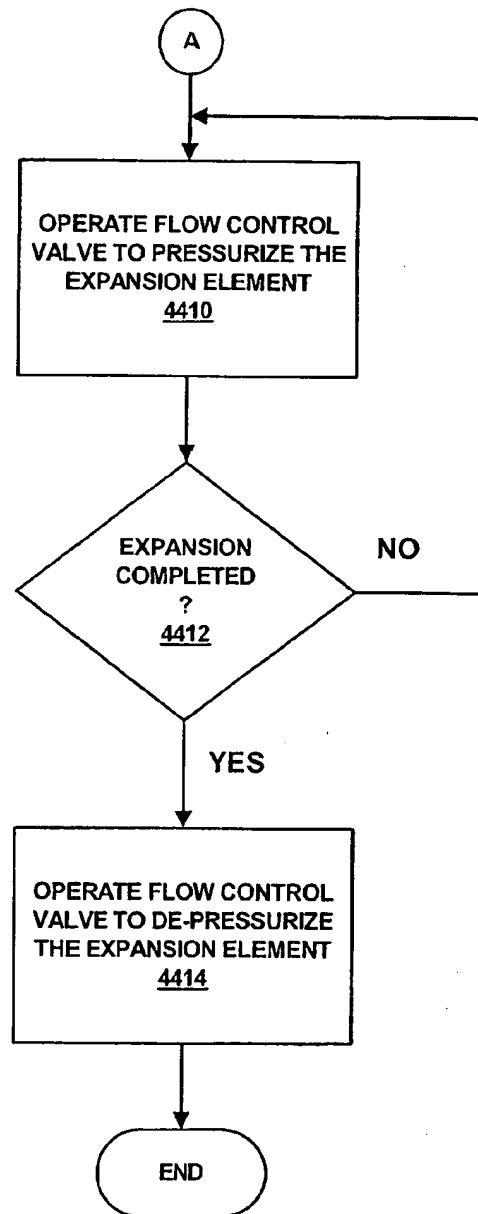 A
OPERATE FLOW CONTROL
VALVE TO PRESSURIZE THE
EXPANSION ELEMENT
4410
EXPANSION
COMPLETED
?
4412
NO
YES
OPERATE FLOW CONTROL
VALVE TO DE-PRESSURIZE
THE EXPANSION ELEMENT
4414
END